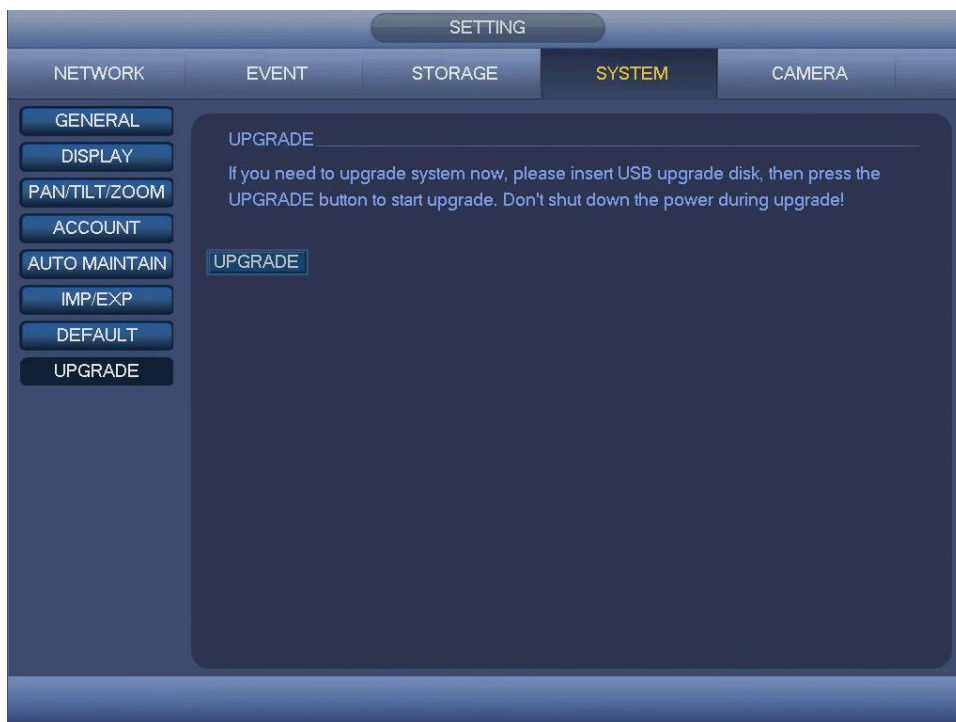 SETTING
NETWORK EVENT STORAGE SYSTEM CAMERA
GENERAL
DISPLAY
PAN/TILT/ZOOM
ACCOUNT
AUTO MAINTAIN
IMP/EXP
DEFAULT
UPGRADE
UPGRADE
If you need to upgrade system now, please insert USB upgrade disk, then press the
UPGRADE button to start upgrade. Don't shut down the power during upgrade!
UPGRADE